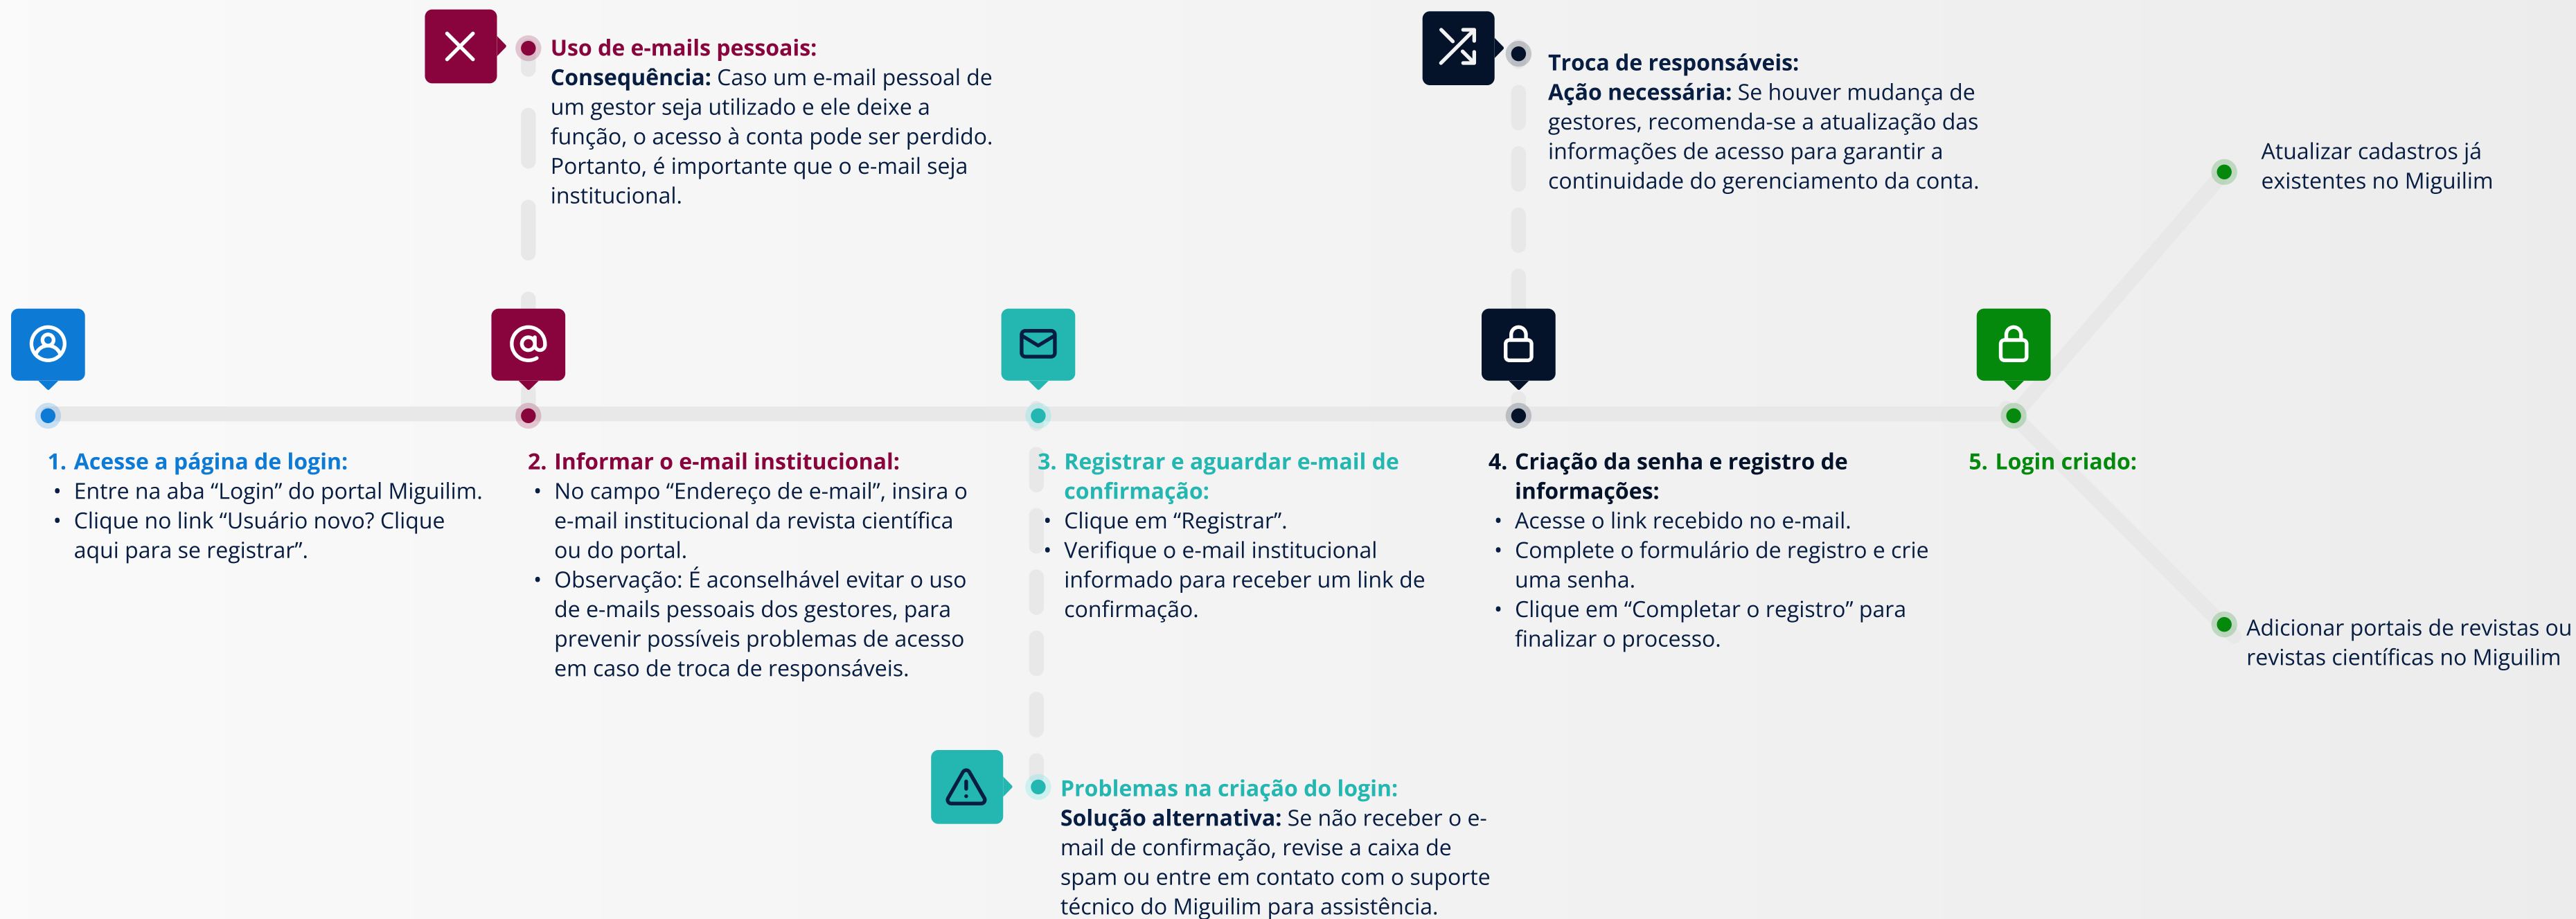 Uso de e-mails pessoais:
Consequência: Caso um e-mail pessoal de
um gestor seja utilizado e ele deixe a
função, o acesso à conta pode ser perdido.
Portanto, é importante que o e-mail seja
institucional.
Troca de responsáveis:
Ação necessária: Se houver mudança de
gestores, recomenda-se a atualização das
informações de acesso para garantir a
continuidade do gerenciamento da conta.
Atualizar cadastros já
existentes no Miguilim
1. Acesse a página de login:
• Entre na aba “Login” do portal Miguilim.
• Clique no link “Usuário novo? Clique
aqui para se registrar”.
2. Informar o e-mail institucional:
• No campo “Endereço de e-mail”, insira o
e-mail institucional da revista científica
ou do portal.
• Observação: É aconselhável evitar o uso
de e-mails pessoais dos gestores, para
prevenir possíveis problemas de acesso
em caso de troca de responsáveis.
3. Registrar e aguardar e-mail de
confirmação:
• Clique em “Registrar”.
• Verifique o e-mail institucional
informado para receber um link de
confirmação.
4. Criação da senha e registro de
informações:
• Acesse o link recebido no e-mail.
• Complete o formulário de registro e crie
uma senha.
• Clique em “Completar o registro” para
finalizar o processo.
5. Login criado:
Adicionar portais de revistas ou
revistas científicas no Miguilim
Problemas na criação do login:
Solução alternativa: Se não receber o e-
mail de confirmação, revise a caixa de
spam ou entre em contato com o suporte
técnico do Miguilim para assistência.